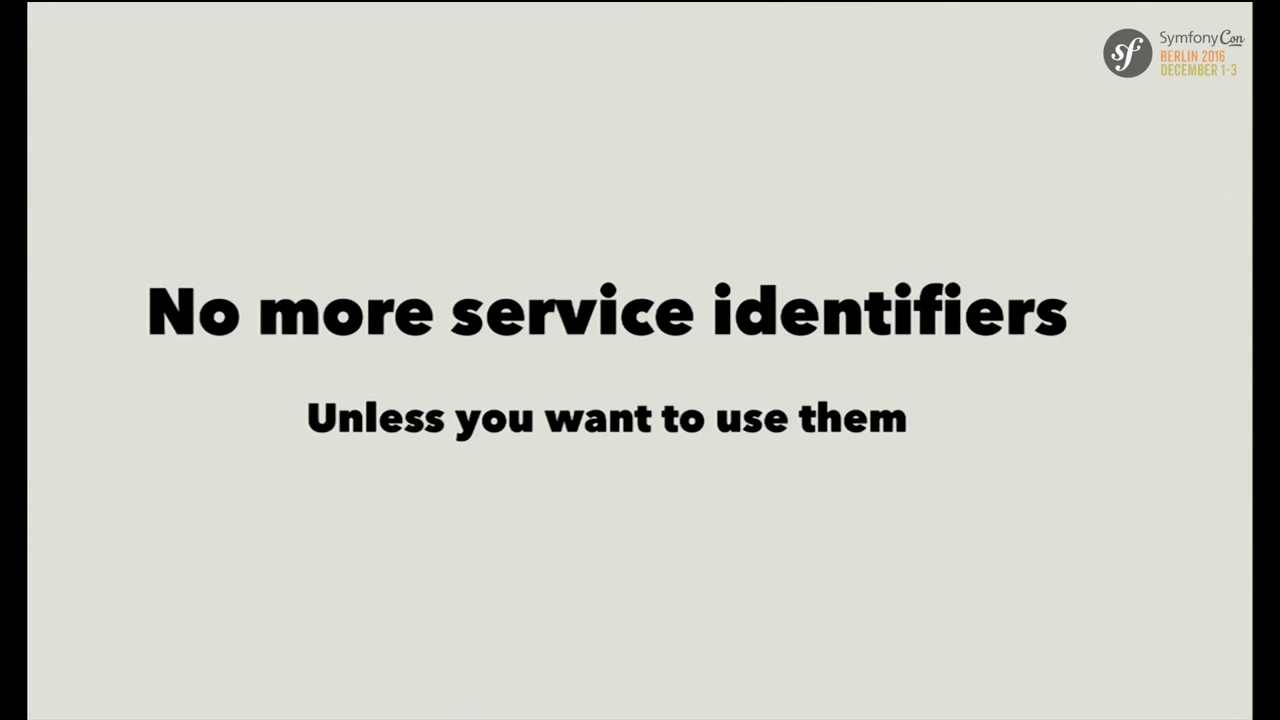 SymfonyCon
BERLIN 2016
DECEMBER 1-3
No more service identifiers
Unless you want to use them